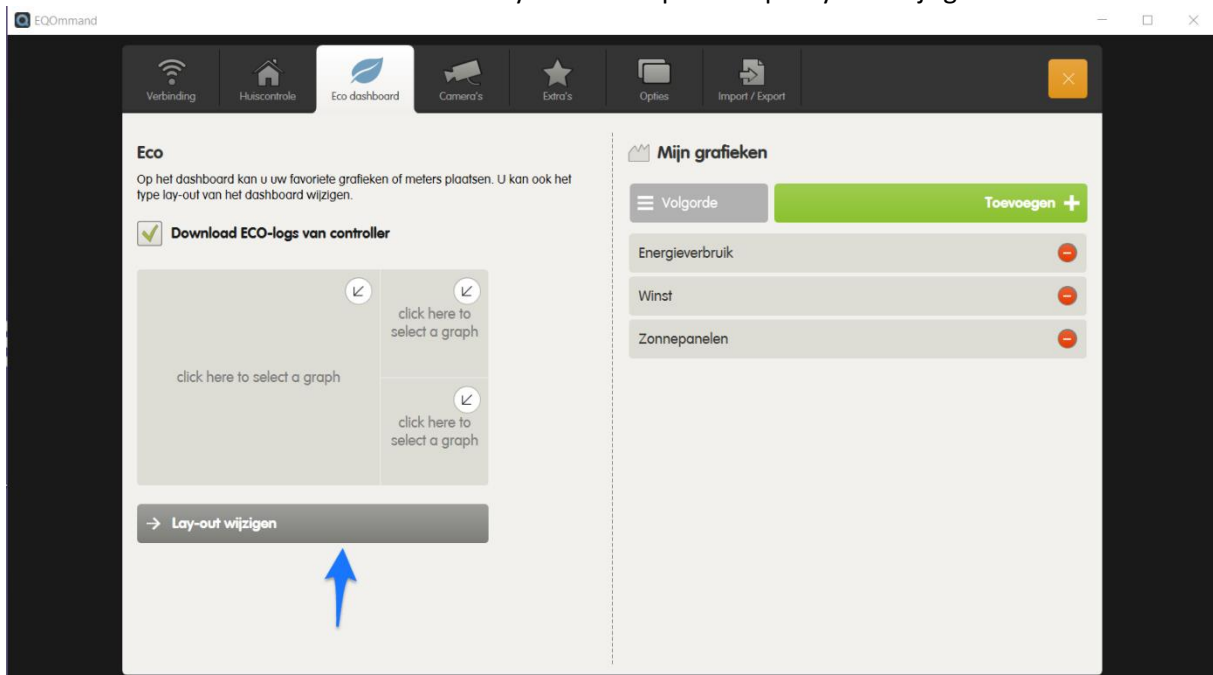 EQOmmand
Verbinding
Huiscontrole
Eco dashboard
Camera's
Extra's
Opties
Import / Export
Eco
Op het dashboard kan u uw favoriete grafieken of meters plaatsen. U kan ook het
type lay-out van het dashboard wijzigen.
Download ECO-logs van controller
click here to select a graph
click here to
select a graph
click here to
select a graph
Lay-out wijzigen
Mijn grafieken
Volgorde
Toevoegen
Energieverbruik
Winst
Zonnepanelen